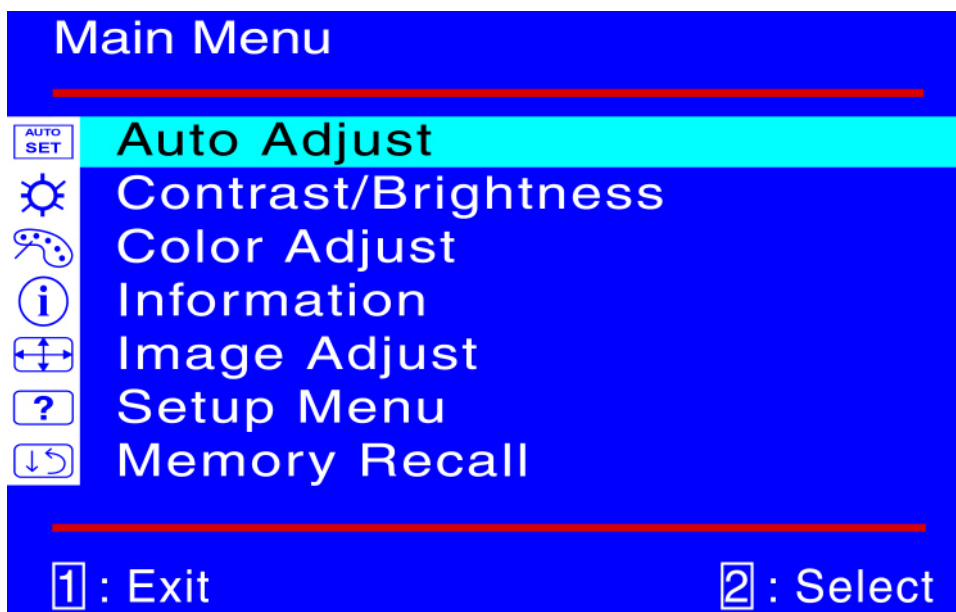 Main Menu
AUTO SET Auto Adjust
Contrast/Brightness
Color Adjust
i Information
Image Adjust
? Setup Menu
Memory Recall
1 : Exit 2 : Select